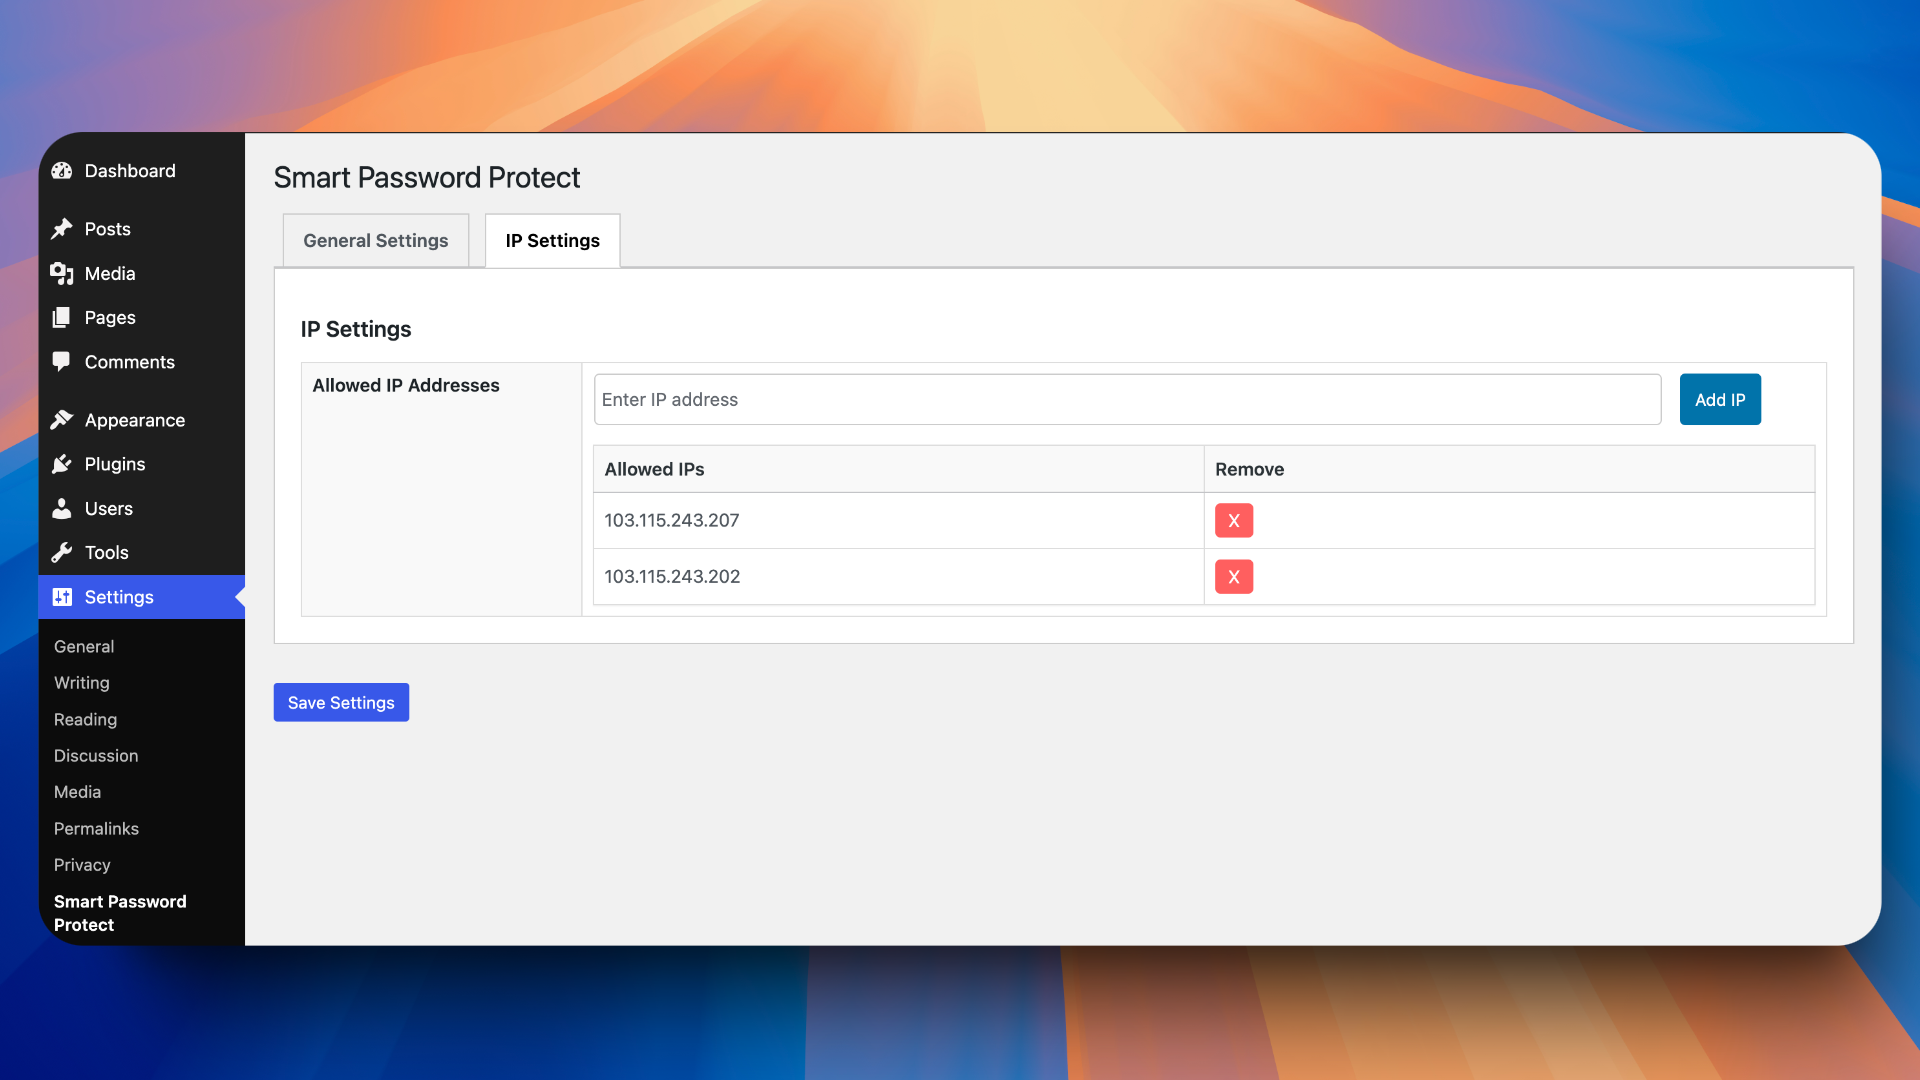 Dashboard
Posts
Media
Pages
Comments
Appearance
Plugins
Users
Tools
Settings
General
Writing
Reading
Discussion
Media
Permalinks
Privacy
Smart Password
Protect
Smart Password Protect
General Settings
IP Settings
IP Settings
Allowed IP Addresses
Enter IP address
Add IP
Allowed IPs
Remove
103.115.243.207
X
103.115.243.202
X
Save Settings